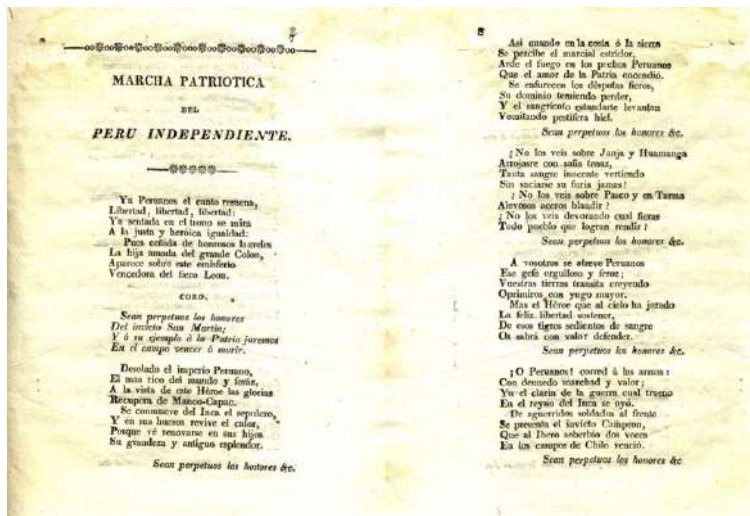 7
MARCHA PATRIOTICA
DEL
PERU INDEPENDIENTE.
Ya Peruanos el canto resuena,
Libertad, libertad, libertad:
Ya sentada en el trono se mira
A la justa y heróica igualdad:
Pues ceñida de honrosos laureles
La hija amada del grande Colon,
Aparece sobre este emisferio
Vencedora del fiero Leon.
CORO.
Sean perpetuos los honores
Del invicto San Martin;
Y á su ejemplo á la Patria juremos
En el campo vencer ó morir.
Desolado el imperio Peruano,
El mas rico del mundo y feráz,
A la vista de este Héroe las glorias
Recupera de Manco-Capac.
Se conmueve del Inca el sepulcro,
Y en sus huesos revive el calor,
Porque vé renovarse en sus hijos
Su grandeza y antiguo esplendor.
Sean perpetuos los honores &c.
8
Asi cuando en la costa ó la sierra
Se percibe el marcial estridor,
Arde el fuego en los pechos Peruanos
Que el amor de la Patria encendió.
Se enfurecen los déspotas fieros,
Su dominio temiendo perder,
Y el sangriento estandarte levantan
Vomitando pestifera hiel.
Sean perpetuos los honores &c.
¿No los veis sobre Janja y Huamanga
Arrojarse con saña tenaz,
Tanta sangre inocente vertiendo
Sin saciarse su furia jamas?
¿No los veis sobre Pasco y en Tarma
Alevosos aceros blandir?
¿No los veis devorando cual fieras
Todo pueblo que logran rendir?
Sean perpetuos los honores &c.
A vosotros se atreve Peruanos
Ese gefe orgulloso y feroz;
Vuestras tierras transita creyendo
Oprimiros con yugo mayor.
Mas el Héroe que al cielo ha jurado
La feliz libertad sostener,
De esos tigres sedientos de sangre
Os sabrá con valor defender.
Sean perpetuos los honores &c.
¡O Peruanos! corred á las armas:
Con denuedo marchad y valor;
Ya el clarin de la guerra cual trueno
En el reyno del Inca se oyó.
De aguerridos soldados al frente
Se presenta el invicto Campeon,
Que al Ibero soberbio dos veces
En los campos de Chile venció.
Sean perpetuos los honores &c